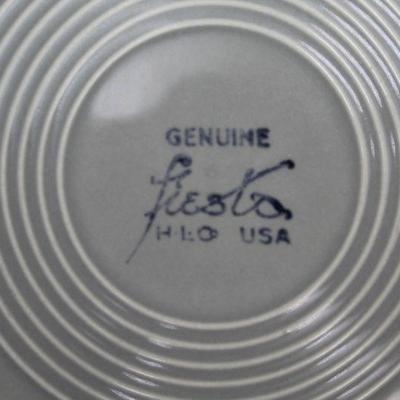 GENUINE
fiesta
HLC USA